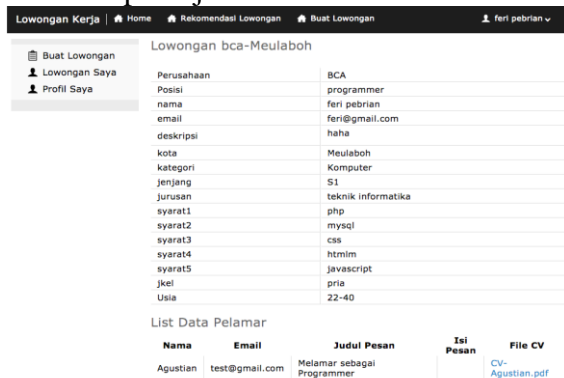 Lowongan Kerja | Home Rekomendasi Lowongan Buat Lowongan feri pebrian
Buat Lowongan
Lowongan Saya
Profil Saya
Lowongan bca-Meulaboh
Perusahaan BCA
Posisi programmer
nama feri pebrian
email feri@gmail.com
deskripsi haha
kota Meulaboh
kategori Komputer
jenjang S1
jurusan teknik informatika
syarat1 php
syarat2 mysql
syarat3 css
syarat4 htmlm
syarat5 javascript
jkel pria
Usia 22-40
List Data Pelamar
Nama Email Judul Pesan Isi Pesan File CV
Agustian test@gmail.com Melamar sebagai Programmer CV-Agustian.pdf